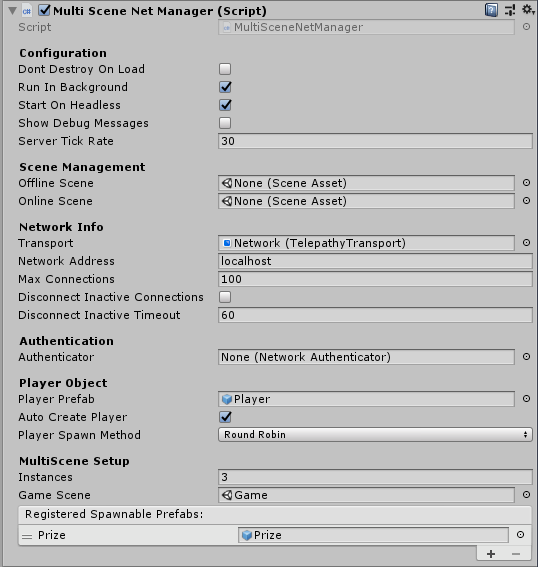 Multi Scene Net Manager (Script)
Script MultiSceneNetManager
Configuration
Dont Destroy On Load
Run In Background
Start On Headless
Show Debug Messages
Server Tick Rate 30
Scene Management
Offline Scene None (Scene Asset)
Online Scene None (Scene Asset)
Network Info
Transport Network (TelepathyTransport)
Network Address localhost
Max Connections 100
Disconnect Inactive Connections
Disconnect Inactive Timeout 60
Authentication
Authenticator None (Network Authenticator)
Player Object
Player Prefab Player
Auto Create Player
Player Spawn Method Round Robin
MultiScene Setup
Instances 3
Game Scene Game
Registered Spawnable Prefabs:
Prize Prize